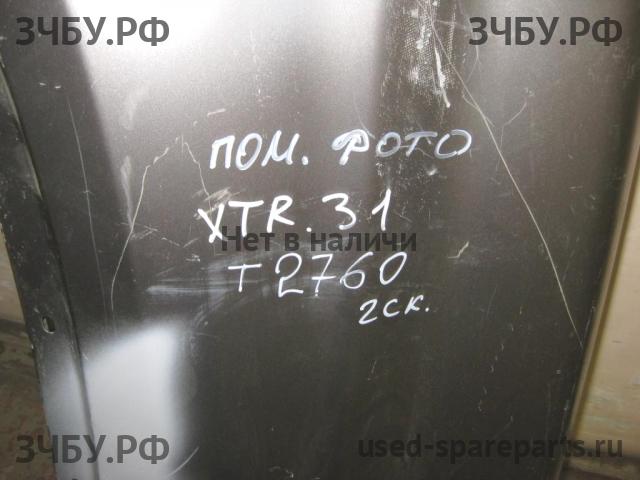 ЗЧБУ.РФ ЗЧБУ.РФ
ПОМ. ФОТО
XTR.31
Нет в наличи
T2760
2СК.
ЗЧБУ.РФ used-spareparts.ru